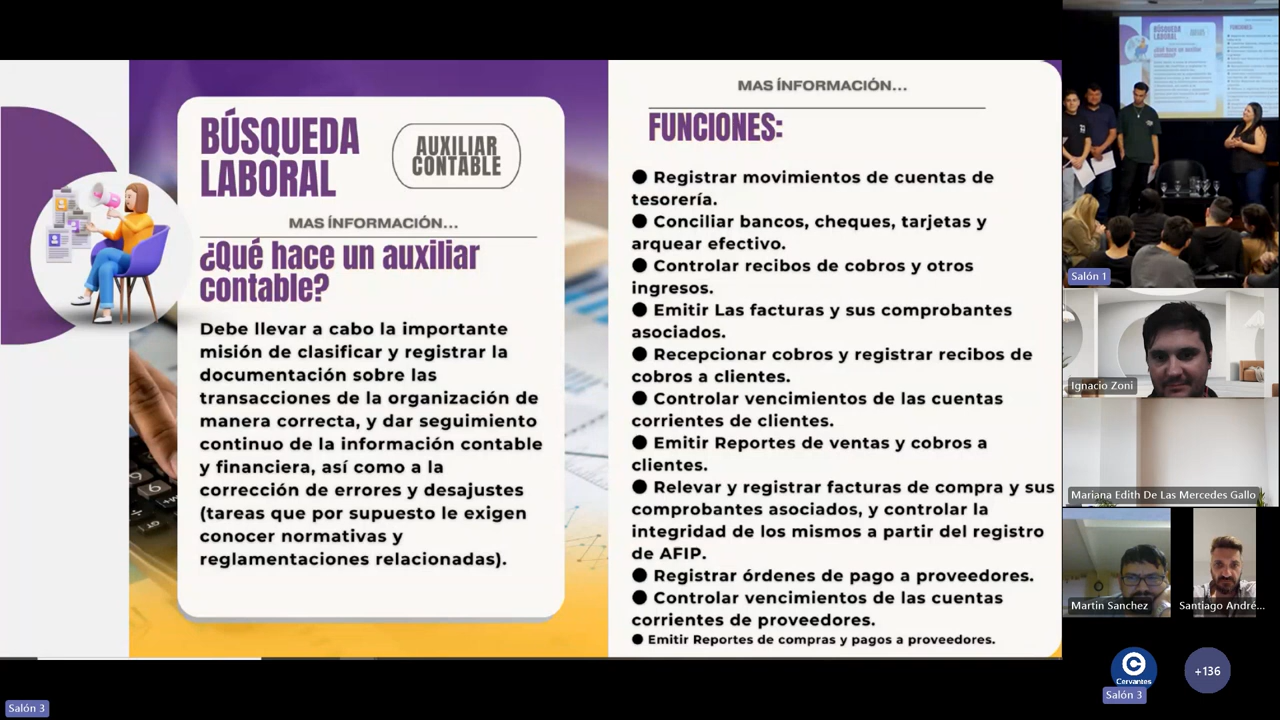 BÚSQUEDA
LABORAL
AUXILIAR
CONTABLE
MAS ÍNFORMACIÓN...
¿Qué hace un auxiliar
contable?
Debe llevar a cabo la importante
misión de clasificar y registrar la
documentación sobre las
transacciones de la organización de
manera correcta, y dar seguimiento
continuo de la información contable
y financiera, así como a la
corrección de errores y desajustes
(tareas que por supuesto le exigen
conocer normativas y
reglamentaciones relacionadas).
MAS ÍNFORMACIÓN...
FUNCIONES:
● Registrar movimientos de cuentas de
tesorería.
● Conciliar bancos, cheques, tarjetas y
arquear efectivo.
● Controlar recibos de cobros y otros
ingresos.
● Emitir Las facturas y sus comprobantes
asociados.
● Recepcionar cobros y registrar recibos de
cobros a clientes.
● Controlar vencimientos de las cuentas
corrientes de clientes.
● Emitir Reportes de ventas y cobros a
clientes.
● Relevar y registrar facturas de compra y sus
comprobantes asociados, y controlar la
integridad de los mismos a partir del registro
de AFIP.
● Registrar órdenes de pago a proveedores.
● Controlar vencimientos de las cuentas
corrientes de proveedores.
● Emitir Reportes de compras y pagos a proveedores.
BÚSQUEDA
LABORAL
¿Qué hace un auxiliar
contable?
FUNCIONES:
Salón 1
Ignacio Zoni
Mariana Edith De Las Mercedes Gallo
Martin Sanchez
Santiago André...
Cervantes
+136
Salón 3
Salón 3